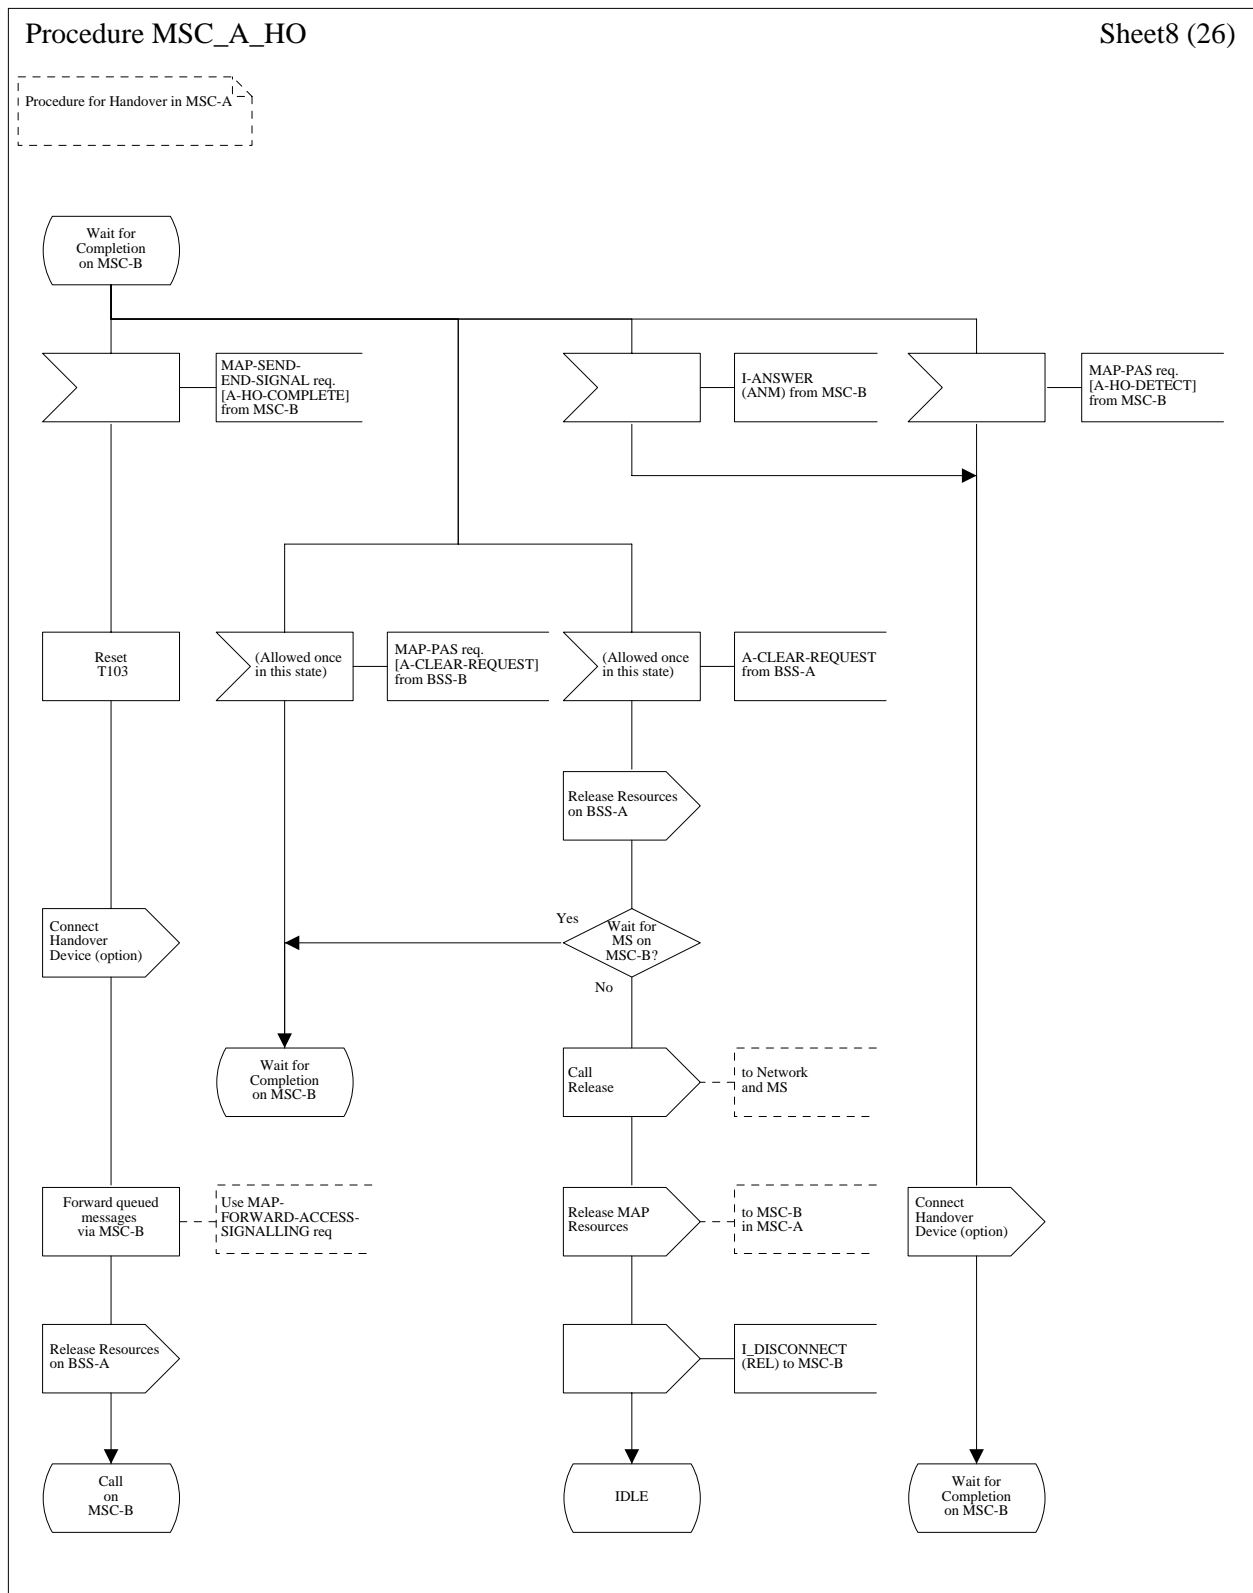 Procedure MSC_A_HO
Sheet8 (26)
Procedure for Handover in MSC-A
Wait for
Completion
on MSC-B
MAP-SEND-
END-SIGNAL req.
[A-HO-COMPLETE]
from MSC-B
I-ANSWER
(ANM) from MSC-B
MAP-PAS req.
[A-HO-DETECT]
from MSC-B
Reset
T103
(Allowed once
in this state)
MAP-PAS req.
[A-CLEAR-REQUEST]
from BSS-B
(Allowed once
in this state)
A-CLEAR-REQUEST
from BSS-A
Release Resources
on BSS-A
Connect
Handover
Device (option)
Yes
Wait for
MS on
MSC-B?
No
Wait for
Completion
on MSC-B
Call
Release
to Network
and MS
Forward queued
messages
via MSC-B
Use MAP-
FORWARD-ACCESS-
SIGNALLING req
Release MAP
Resources
to MSC-B
in MSC-A
Connect
Handover
Device (option)
Release Resources
on BSS-A
I_DISCONNECT
(REL) to MSC-B
Call
on
MSC-B
IDLE
Wait for
Completion
on MSC-B